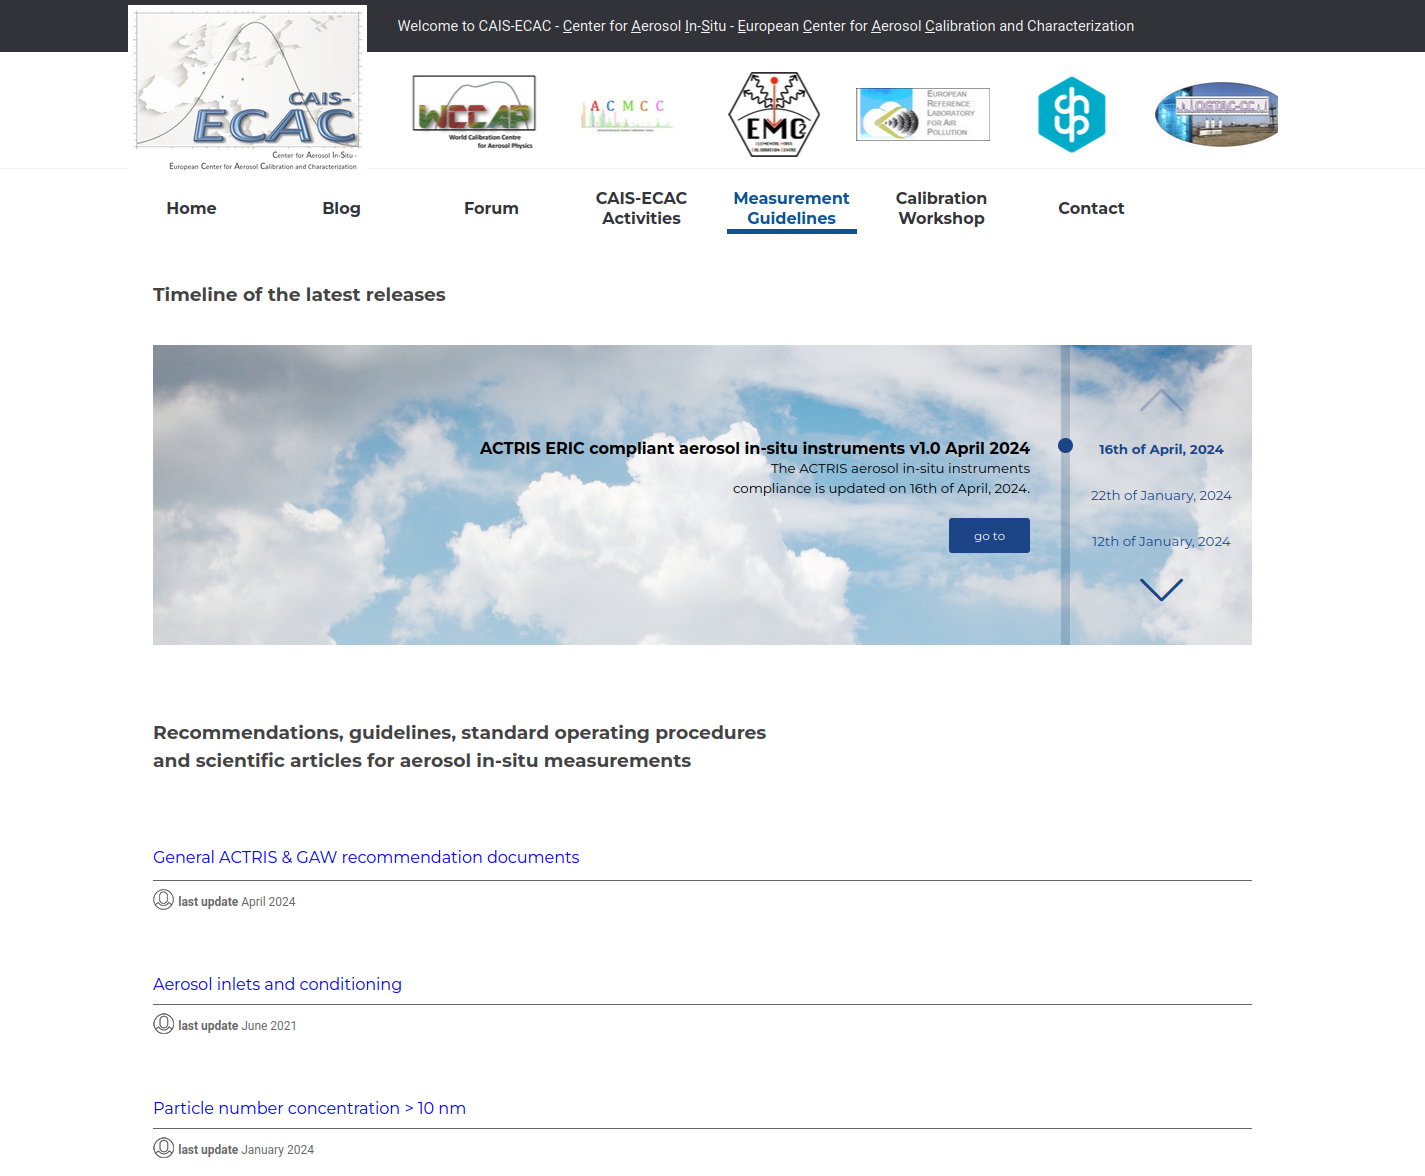 Welcome to CAIS-ECAC - Center for Aerosol In-Situ - European Center for Aerosol Calibration and Characterization
CAIS-
ECAC
Center for Aerosol In-Situ -
European Center for Aerosol Calibration and Characterization
WCCAP
World Calibration Centre
for Aerosol Physics
ACMCC
EMC2
ELEMENTAL MASS
CALIBRATION CENTRE
EUROPEAN
REFERENCE
LABORATORY
FOR AIR
POLLUTION
OGTAC-CC
Home
Blog
Forum
CAIS-ECAC
Activities
Measurement
Guidelines
Calibration
Workshop
Contact
Timeline of the latest releases
ACTRIS ERIC compliant aerosol in-situ instruments v1.0 April 2024
The ACTRIS aerosol in-situ instruments
compliance is updated on 16th of April, 2024.
go to
16th of April, 2024
22th of January, 2024
12th of January, 2024
Recommendations, guidelines, standard operating procedures
and scientific articles for aerosol in-situ measurements
General ACTRIS & GAW recommendation documents
last update April 2024
Aerosol inlets and conditioning
last update June 2021
Particle number concentration > 10 nm
last update January 2024